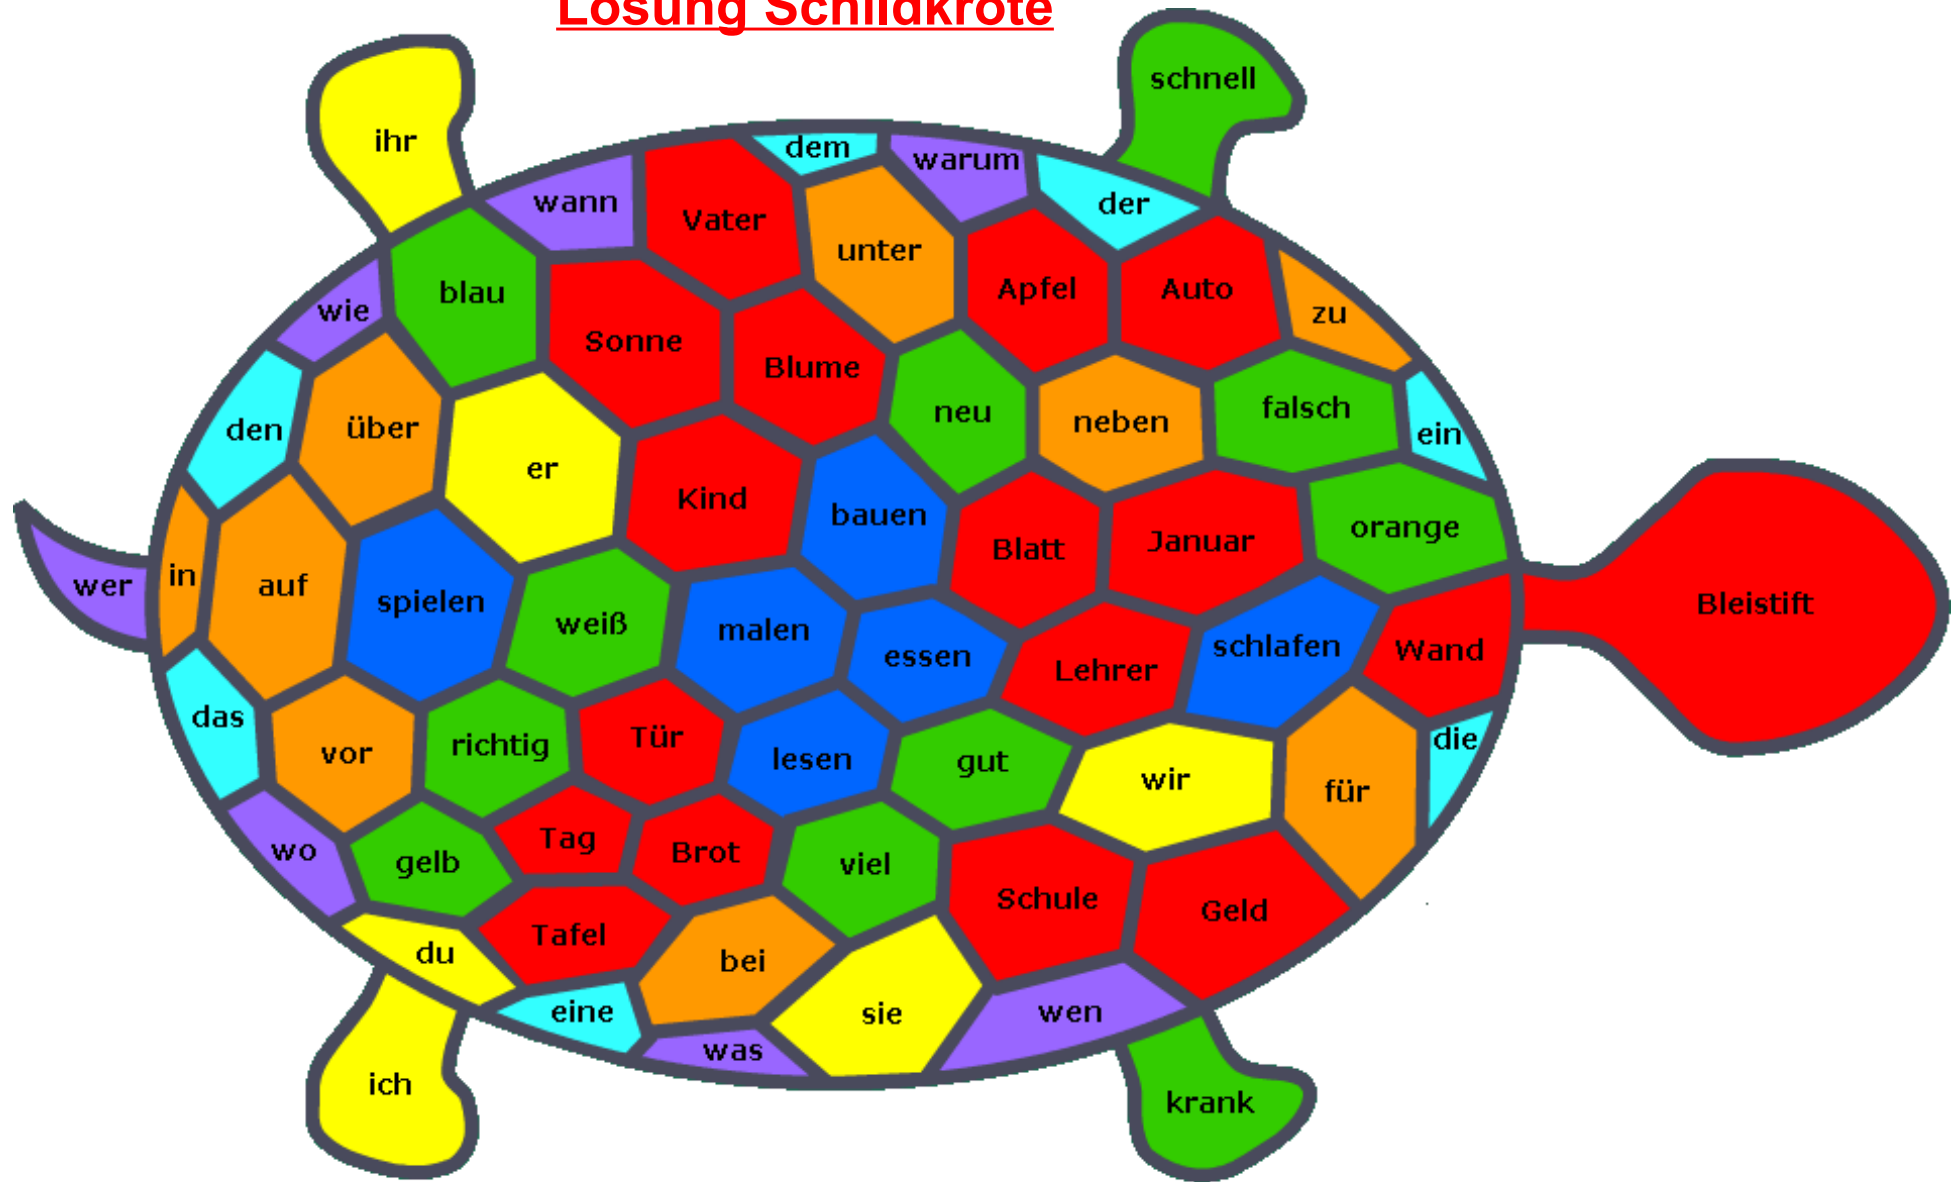 Lösung Schildkröte
schnell
ihr
dem
warum
wann
der
Vater
unter
blau
Apfel
Auto
wie
zu
Sonne
Blume
neu
neben
falsch
den
über
ein
er
Kind
bauen
orange
Blatt
Januar
wer
in
auf
spielen
weiß
malen
essen
Lehrer
schlafen
Wand
Bleistift
das
vor
richtig
Tür
lesen
gut
wir
für
die
wo
gelb
Tag
Brot
viel
Schule
Geld
du
Tafel
bei
eine
sie
wen
was
ich
krank